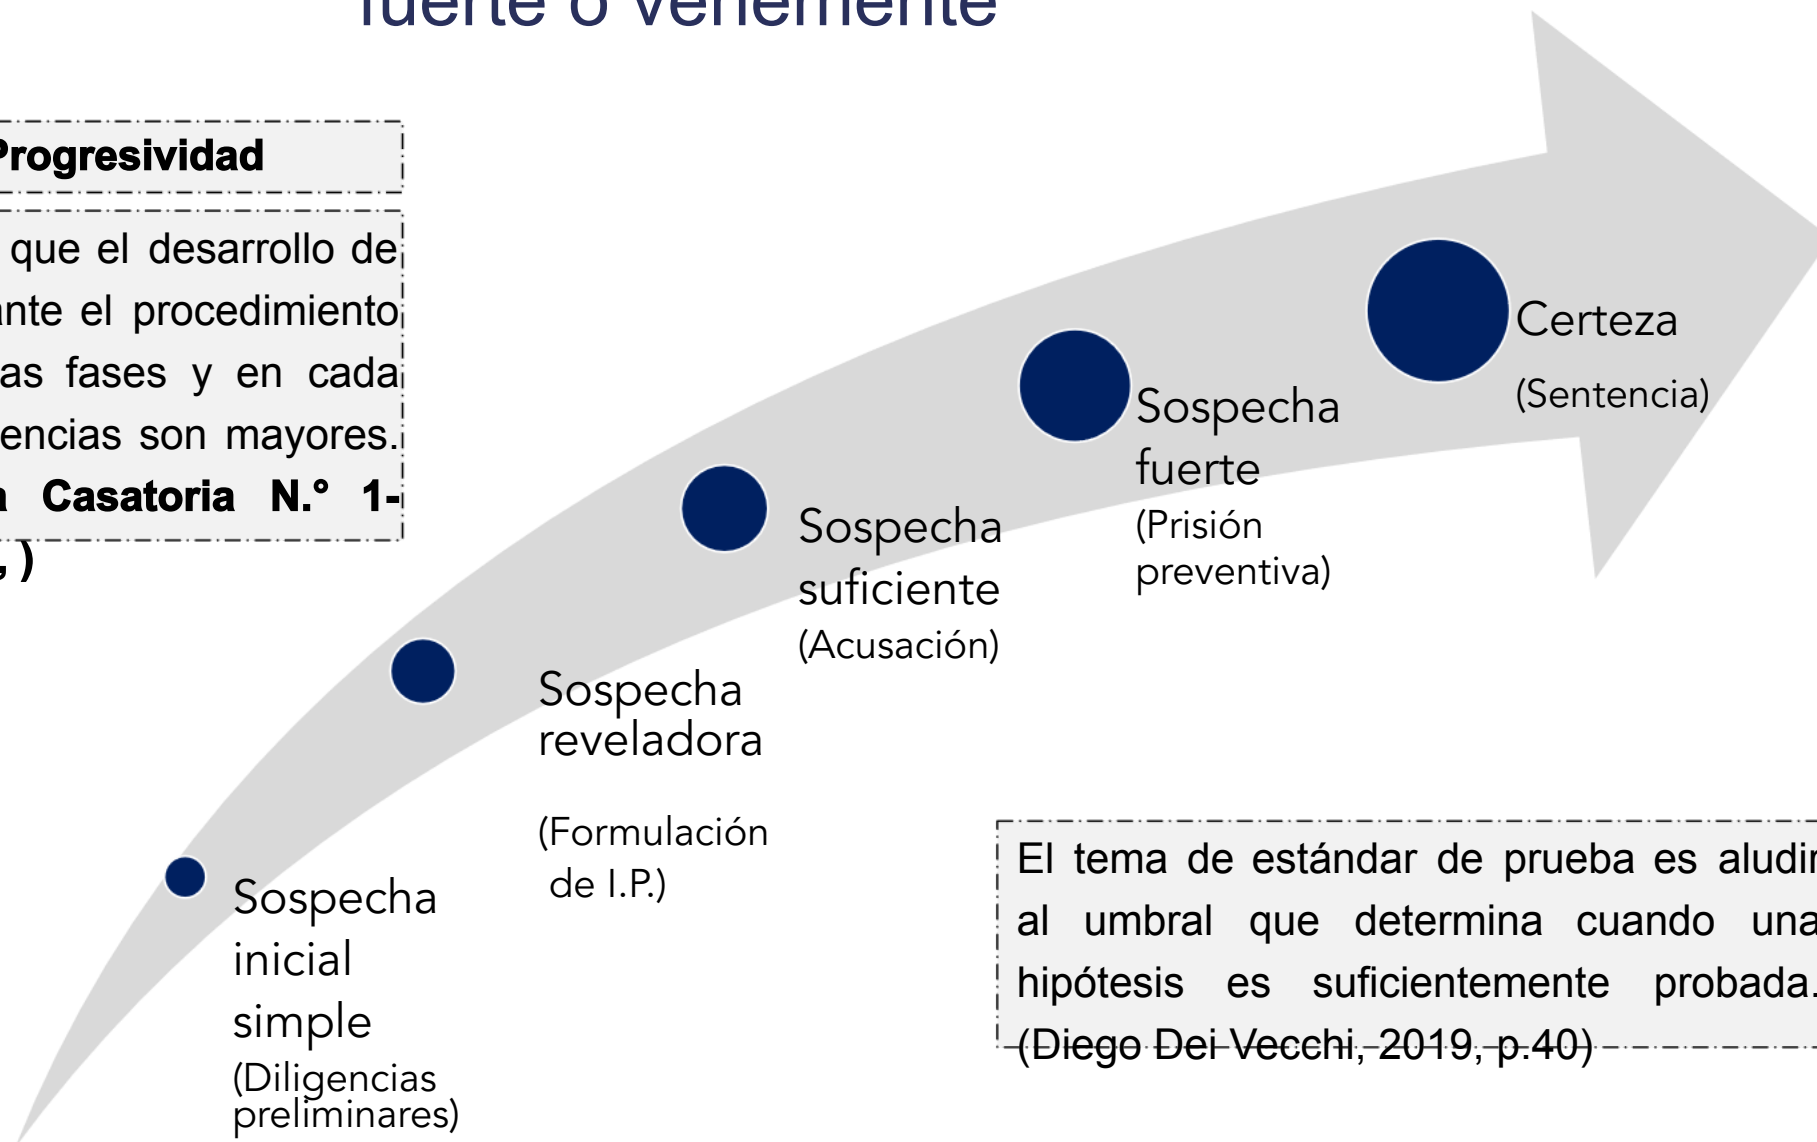 fuerte o vehemente
Progresividad
que el desarrollo de
ante el procedimiento
as fases y en cada
encias son mayores.
a Casatoria N.° 1-
, )
Certeza
(Sentencia)
Sospecha
fuerte
(Prisión
preventiva)
Sospecha
suficiente
(Acusación)
Sospecha
reveladora
(Formulación
de I.P.)
Sospecha
inicial
simple
(Diligencias
preliminares)
El tema de estándar de prueba es aludir
al umbral que determina cuando una
hipótesis es suficientemente probada.
(Diego Dei Vecchi, 2019, p.40)